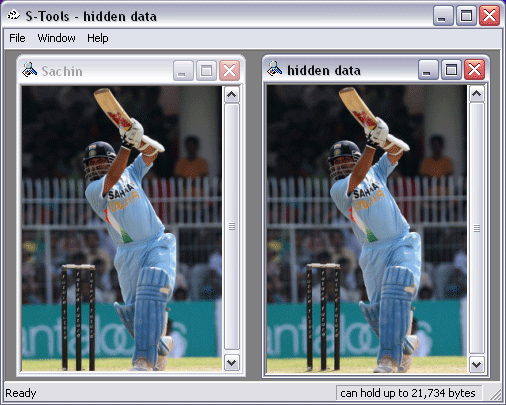 S-Tools - hidden data
File Window Help
Sachin
hidden data
SAHARA
SAHARA
Ready
can hold up to 21,734 bytes